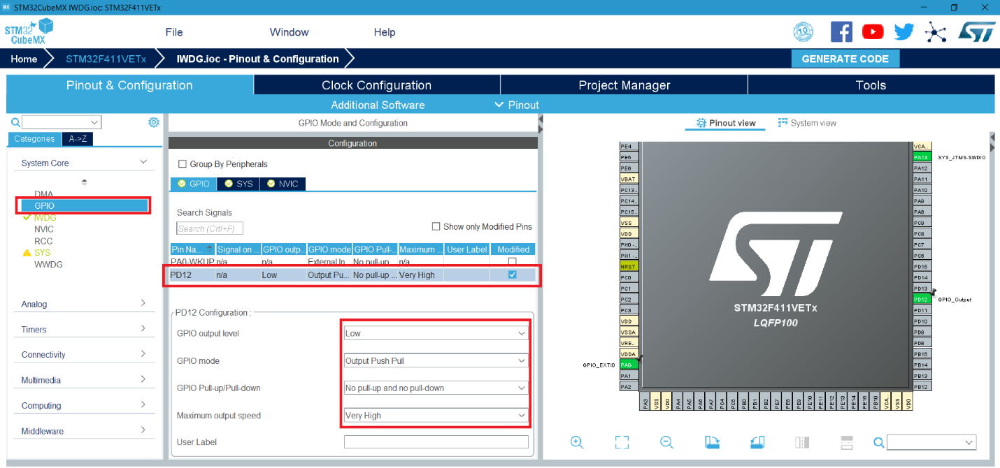 MX STM32CubeMX IWDG.ioc: STM32F411VETx
STM32
CubeMX
File Window Help
10
Home STM32F411VETx IWDG.ioc - Pinout & Configuration GENERATE CODE
Pinout & Configuration Clock Configuration Project Manager Tools
Additional Software Pinout
Categories A->Z
System Core
DMA
GPIO
IWDG
NVIC
RCC
SYS
WWDG
Analog
Timers
Connectivity
Multimedia
Computing
Middleware
GPIO Mode and Configuration
Configuration
Group By Peripherals
GPIO SYS NVIC
Search Signals
Search (Crtl+F) Show only Modified Pins
Pin Na... Signal on ... GPIO outp... GPIO mode GPIO Pull-... Maximum ... User Label Modified
PA0-WKUP n/a n/a External In... No pull-up ... n/a
PD12 n/a Low Output Pu... No pull-up ... Very High
PD12 Configuration :
GPIO output level Low
GPIO mode Output Push Pull
GPIO Pull-up/Pull-down No pull-up and no pull-down
Maximum output speed Very High
User Label
Pinout view System view
PE4
PE5
PE6
VBAT
PC13..
PC14..
PC15..
VSS
VDD
PH0 -..
PH1 -..
NRST
PC0
PC1
PC2
PC3
VDD
VSSA
VRE..
VDDA
GPIO_EXTI0 PA0-
PA1
PA2
ST
STM32F411VETx
LQFP100
VCA..
PA13 SYS_JTMS-SWDIO
PA12
PA11
PA10
PA9
PA8
PC9
PC8
PC7
PC6
PD15
PD14
PD13
PD12 GPIO_Output
PD11
PD10
PD9
PD8
PB15
PB14
PB13
PB12
PA3 VSS VDD PA4 PA5 PA6 PA7 PC4 PC5 PB0 PB1 PB2 PE7 PE8 PE9 PE10 PE11 PE12 PE13 PE14 PE15 PB10 VCA.. VSS VDD